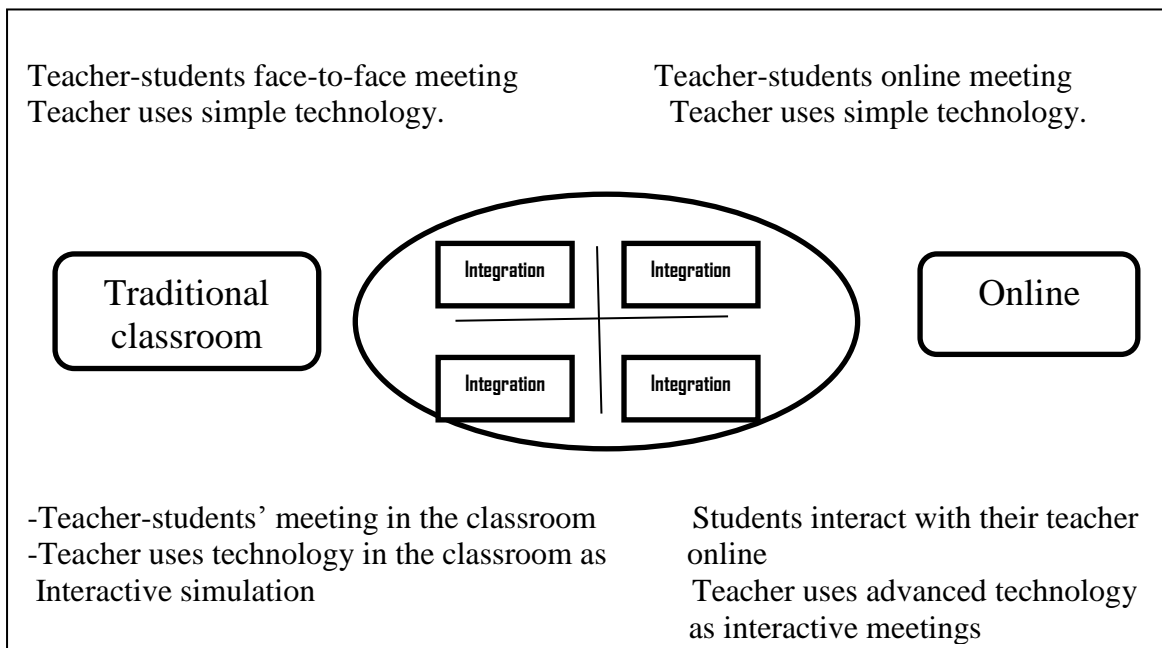 Teacher-students face-to-face meeting
Teacher uses simple technology.
Teacher-students online meeting
Teacher uses simple technology.
Integration
Integration
Traditional
classroom
Online
Integration
Integration
-Teacher-students’ meeting in the classroom
-Teacher uses technology in the classroom as
Interactive simulation
Students interact with their teacher
online
Teacher uses advanced technology
as interactive meetings